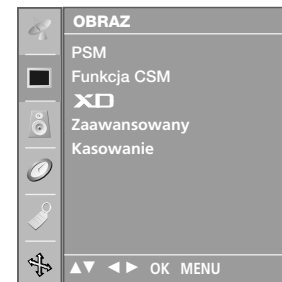 OBRAZ
PSM
Funkcja CSM
XD
Zaawansowany
Kasowanie
▲▼ ◄► OK MENU